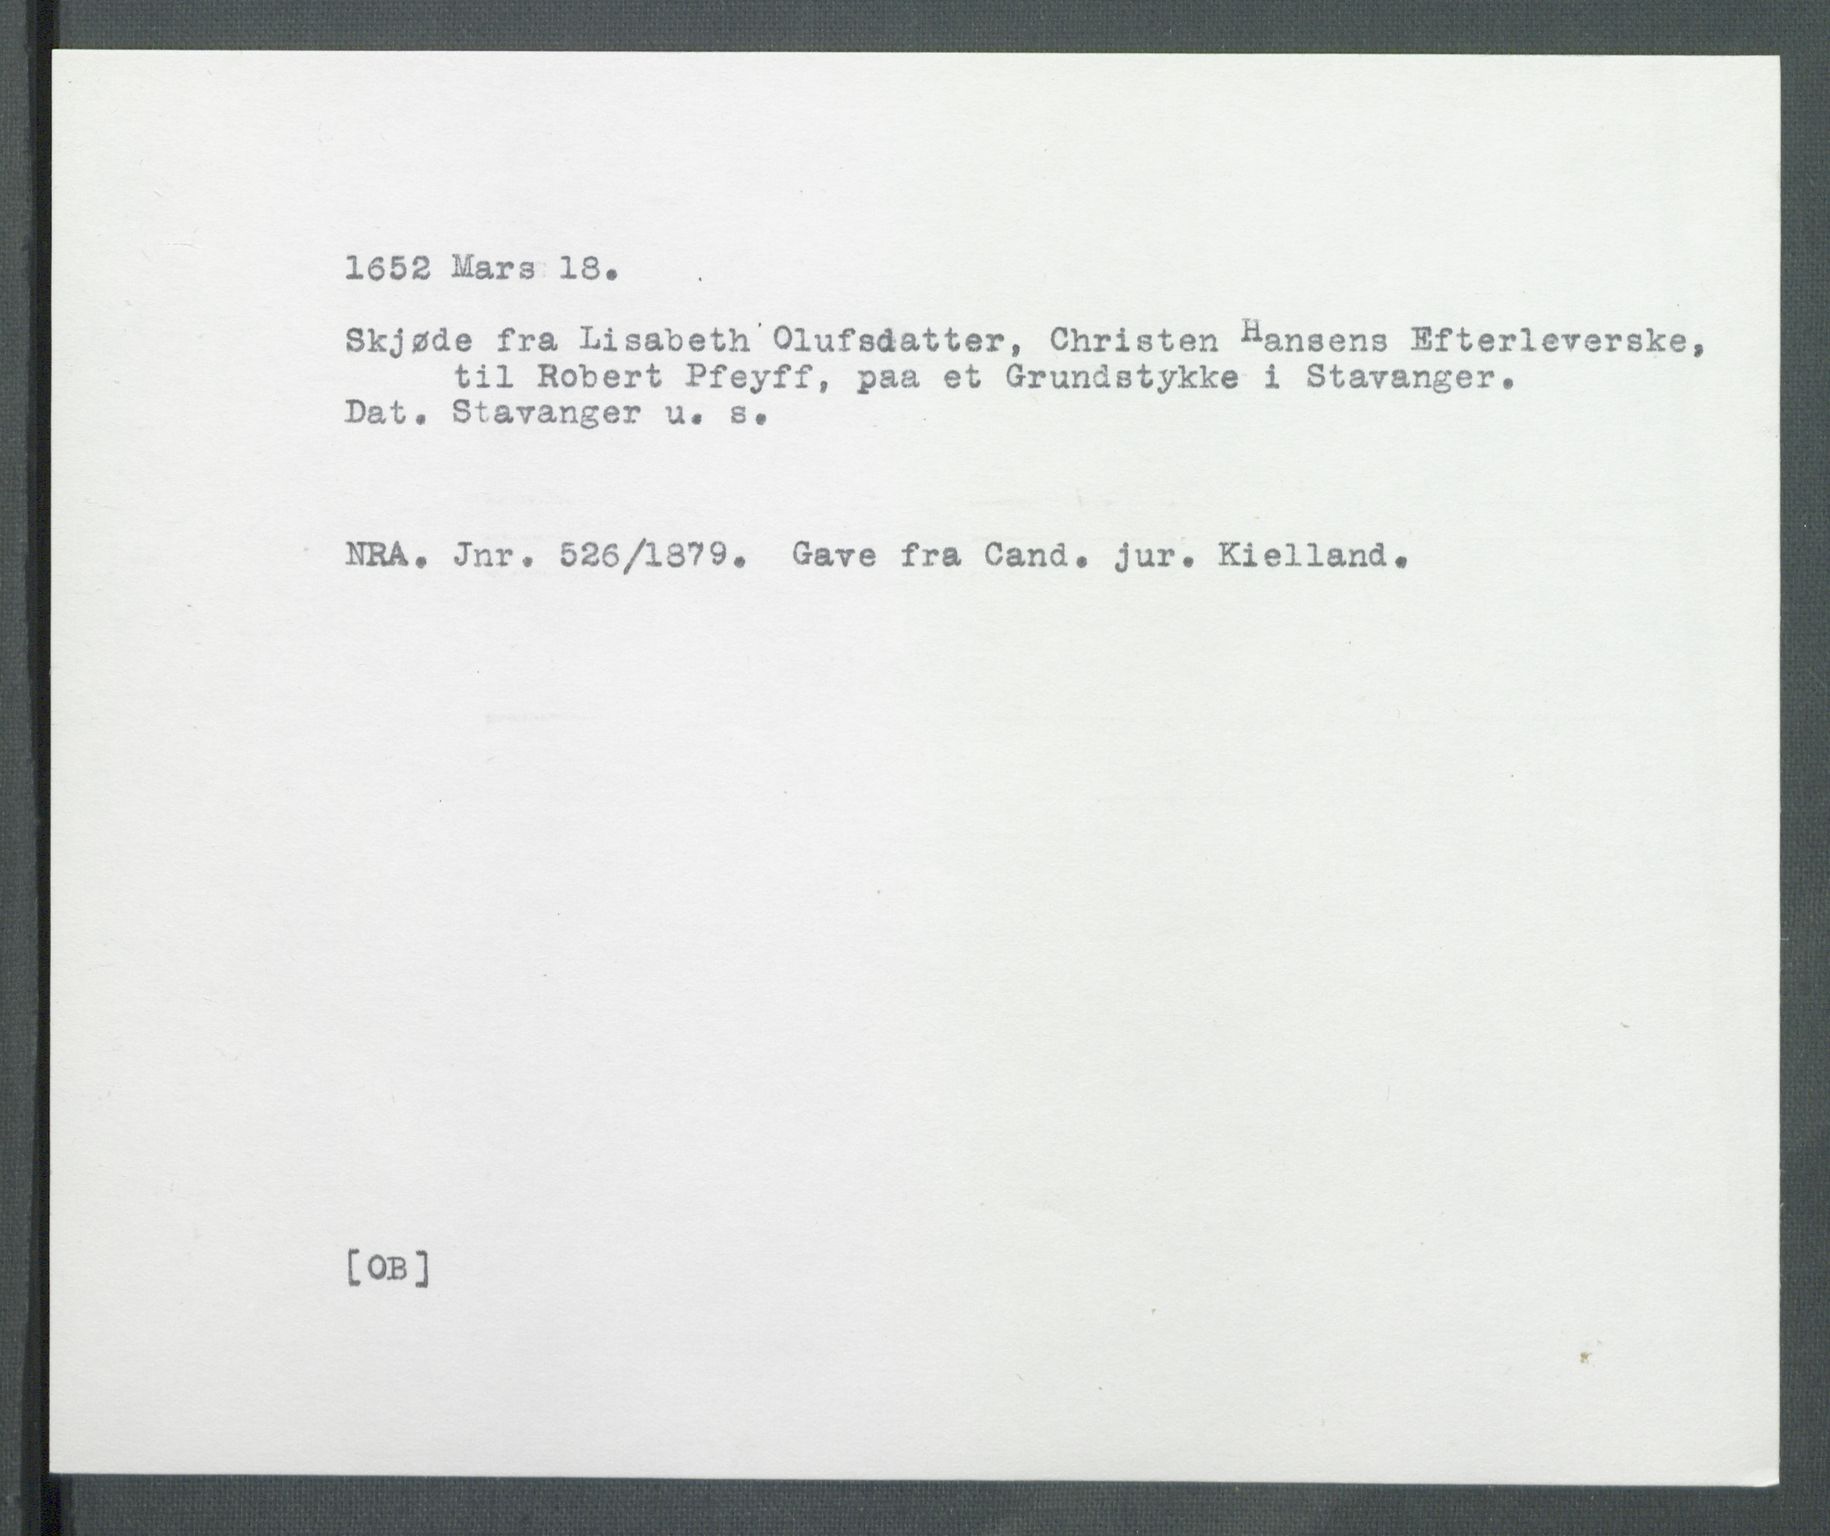 1652 Mars 18.
Skjøde fra Lisabeth Olufsdatter, Christen Hansens Efterleverske,
til Robert Pfeyff, paa et Grundstykke i Stavanger.
Dat. Stavanger u. s.
NRA. Jnr. 526/1879. Gave fra Cand. jur. Kielland.
[OB]